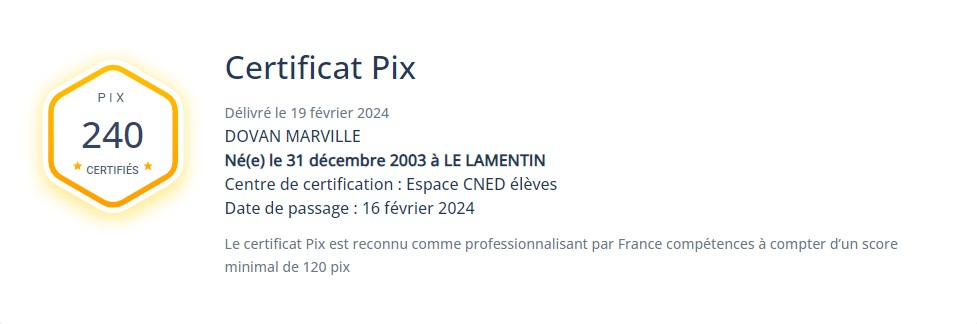 Certificat Pix
PIX
240
CERTIFIÉS
Délivré le 19 février 2024
DOVAN MARVILLE
Né(e) le 31 décembre 2003 à LE LAMENTIN
Centre de certification : Espace CNED élèves
Date de passage : 16 février 2024
Le certificat Pix est reconnu comme professionnalisant par France compétences à compter d'un score
minimal de 120 pix